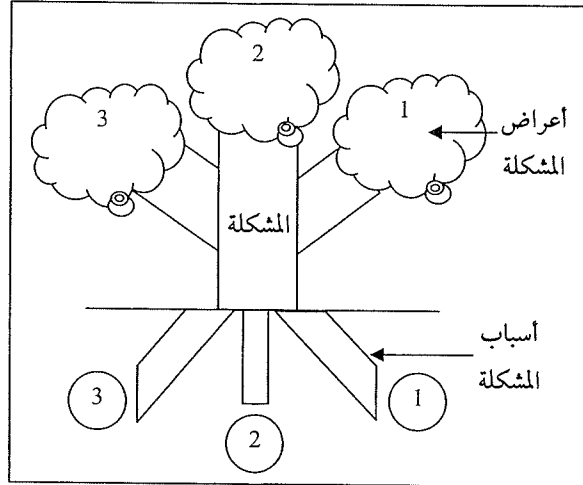 2
3
1
أعراض
المشكلة
المشكلة
أسباب
المشكلة
3
1
2